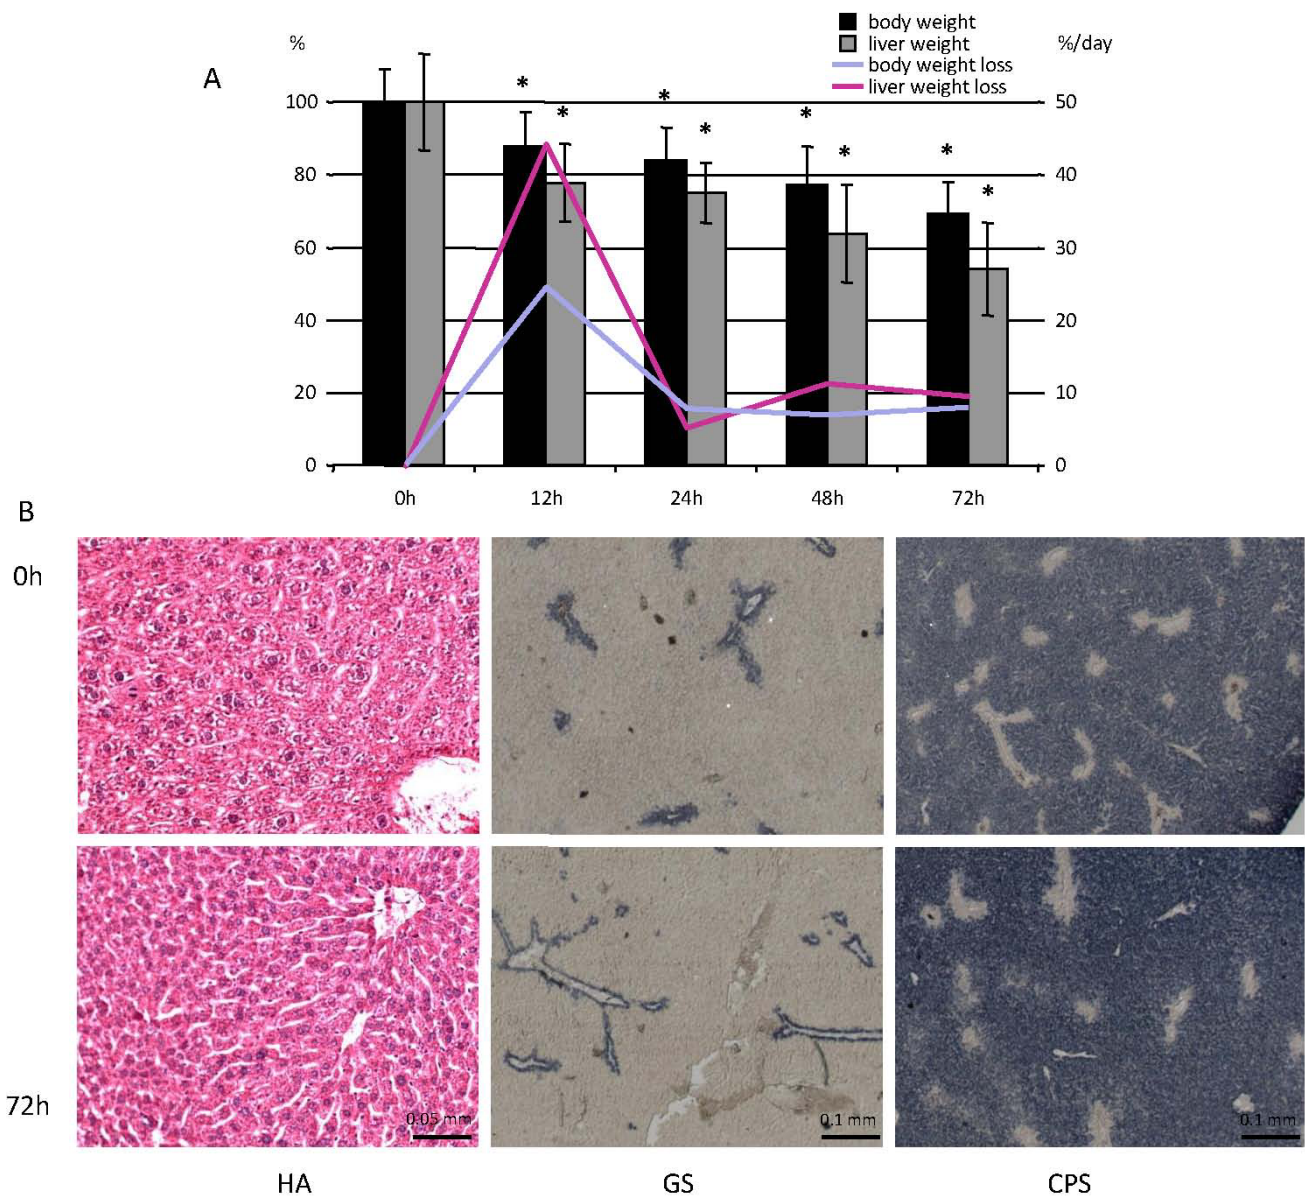 body weight
liver weight
body weight loss
liver weight loss
%
%/day
A
100
80
60
40
20
0
50
40
30
20
10
0
* * * * * * * *
0h 12h 24h 48h 72h
B
0h
72h
0.05 mm
0.1 mm
0.1 mm
HA GS CPS